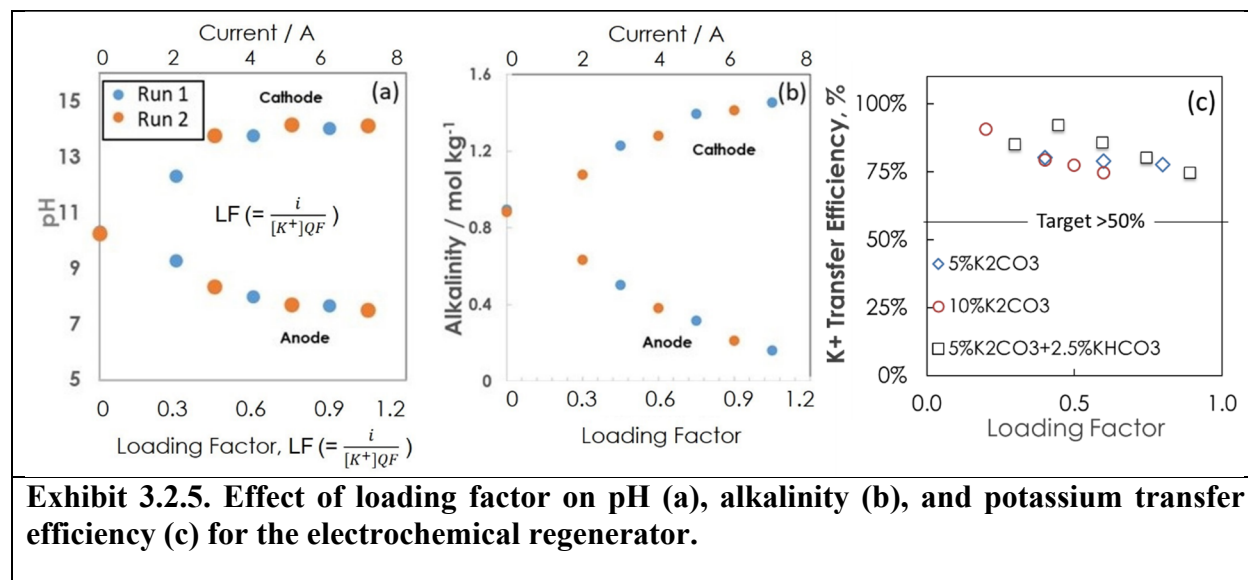 Current / A
0 2 4 6 8
(a)
Run 1
Run 2
Cathode
15
13
11
9
7
5
pH
LF (= i / [K⁺]QF )
Anode
0 0.3 0.6 0.9 1.2
Loading Factor, LF (= i / [K⁺]QF )
Current / A
0 2 4 6 8
(b)
1.6
1.2
0.8
0.4
0
Alkalinity / mol kg⁻¹
Cathode
Anode
0 0.3 0.6 0.9 1.2
Loading Factor
(c)
K+ Transfer Efficiency, %
100%
75%
50%
25%
0%
Target >50%
5%K2CO3
10%K2CO3
5%K2CO3+2.5%KHCO3
0.0 0.5 1.0
Loading Factor
Exhibit 3.2.5. Effect of loading factor on pH (a), alkalinity (b), and potassium transfer
efficiency (c) for the electrochemical regenerator.